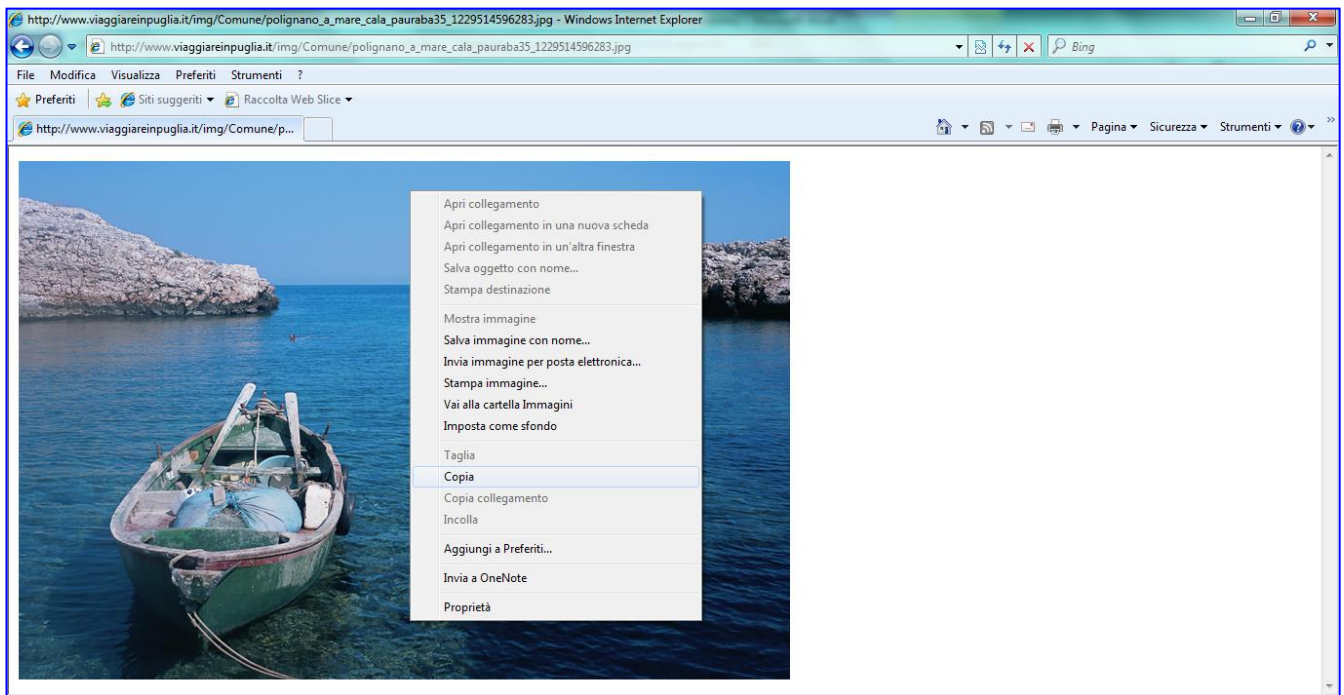 http://www.viaggiareinpuglia.it/img/Comune/polignano_a_mare_cala_pauraba35_1229514596283.jpg - Windows Internet Explorer
http://www.viaggiareinpuglia.it/img/Comune/polignano_a_mare_cala_pauraba35_1229514596283.jpg Bing
File Modifica Visualizza Preferiti Strumenti ?
Preferiti Siti suggeriti Raccolta Web Slice
http://www.viaggiareinpuglia.it/img/Comune/p... Pagina Sicurezza Strumenti
Apri collegamento
Apri collegamento in una nuova scheda
Apri collegamento in un'altra finestra
Salva oggetto con nome...
Stampa destinazione
Mostra immagine
Salva immagine con nome...
Invia immagine per posta elettronica...
Stampa immagine...
Vai alla cartella Immagini
Imposta come sfondo
Taglia
Copia
Copia collegamento
Incolla
Aggiungi a Preferiti...
Invia a OneNote
Proprietà